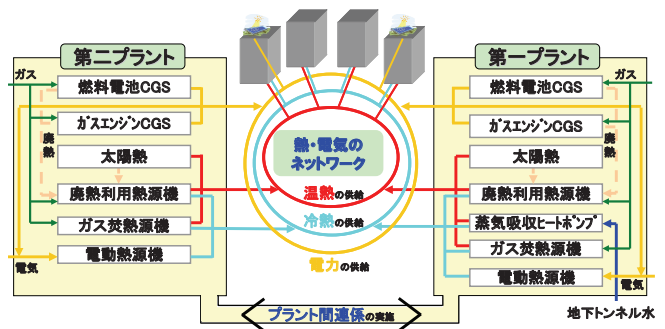 第二プラント
ガス
燃料電池CGS
ガスエンジンCGS
廃熱
太陽熱
廃熱利用熱源機
ガス焚熱源機
電動熱源機
電気
熱・電気の
ネットワーク
温熱の供給
冷熱の供給
電力の供給
プラント間連係の実施
第一プラント
ガス
燃料電池CGS
ガスエンジンCGS
廃熱
太陽熱
廃熱利用熱源機
蒸気吸収ヒートポンプ
ガス焚熱源機
電動熱源機
電気
地下トンネル水